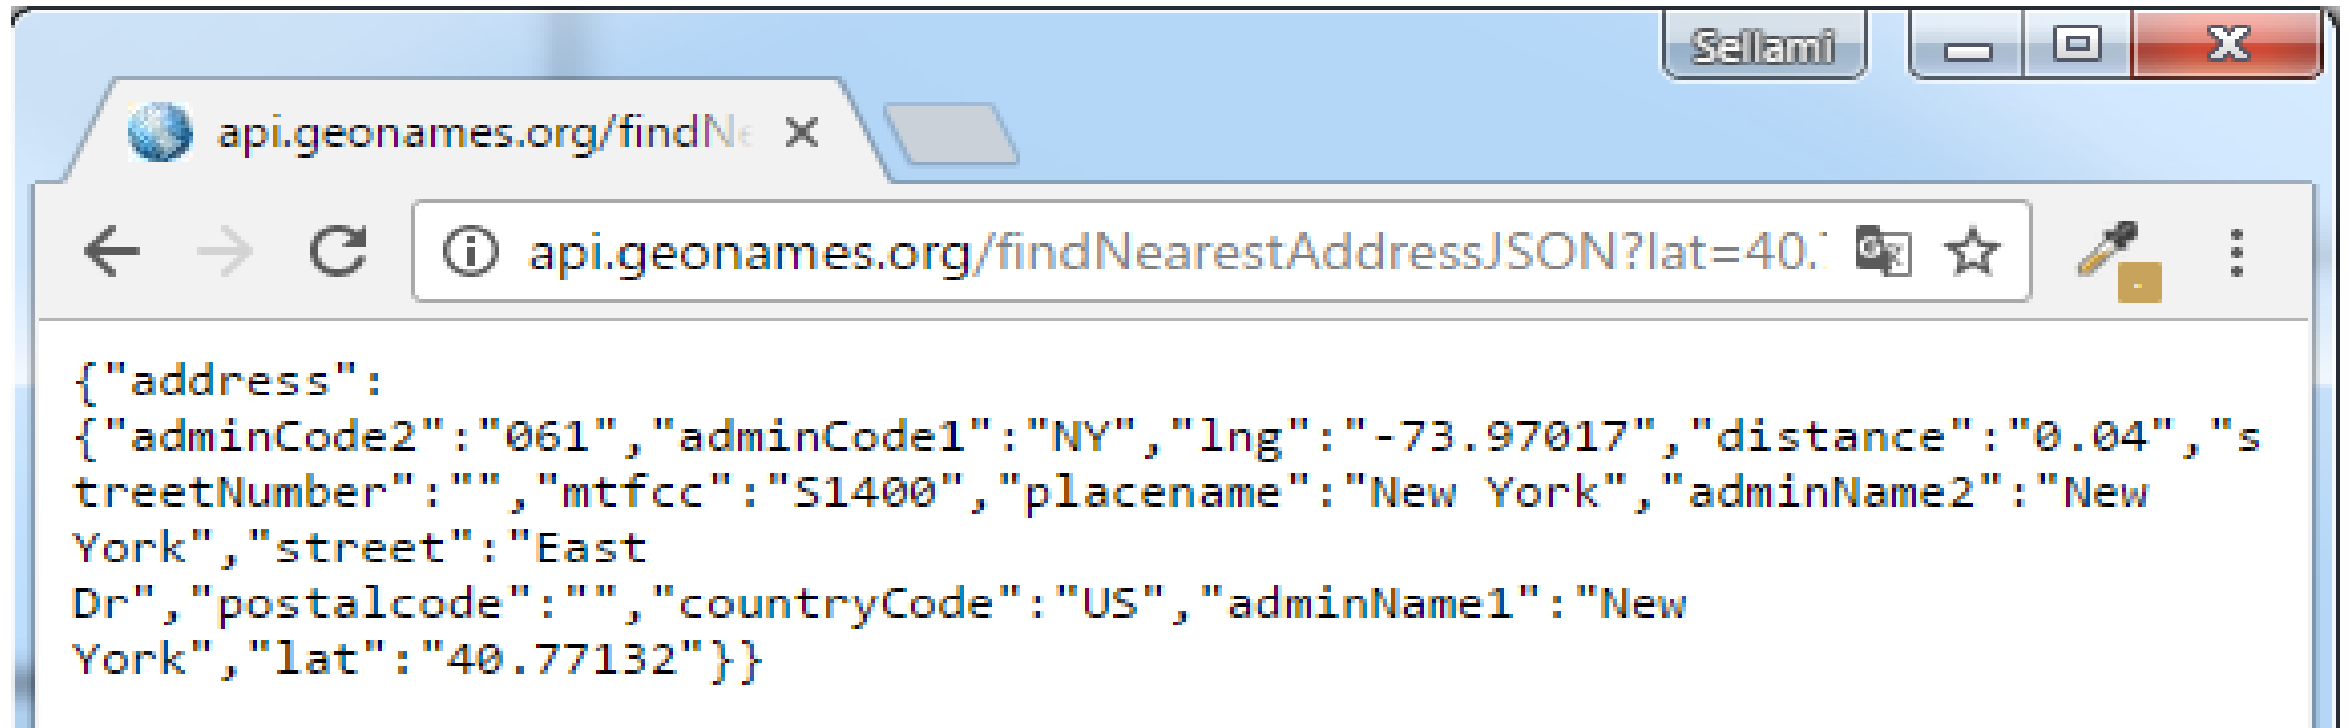 Sellami
api.geonames.org/findNe
api.geonames.org/findNearestAddressJSON?lat=40.
{"address":
{"adminCode2":"061","adminCode1":"NY","lng":"-73.97017","distance":"0.04","s
treetNumber":"","mtfcc":"S1400","placename":"New York","adminName2":"New
York","street":"East
Dr","postalcode":"","countryCode":"US","adminName1":"New
York","lat":"40.77132"}}